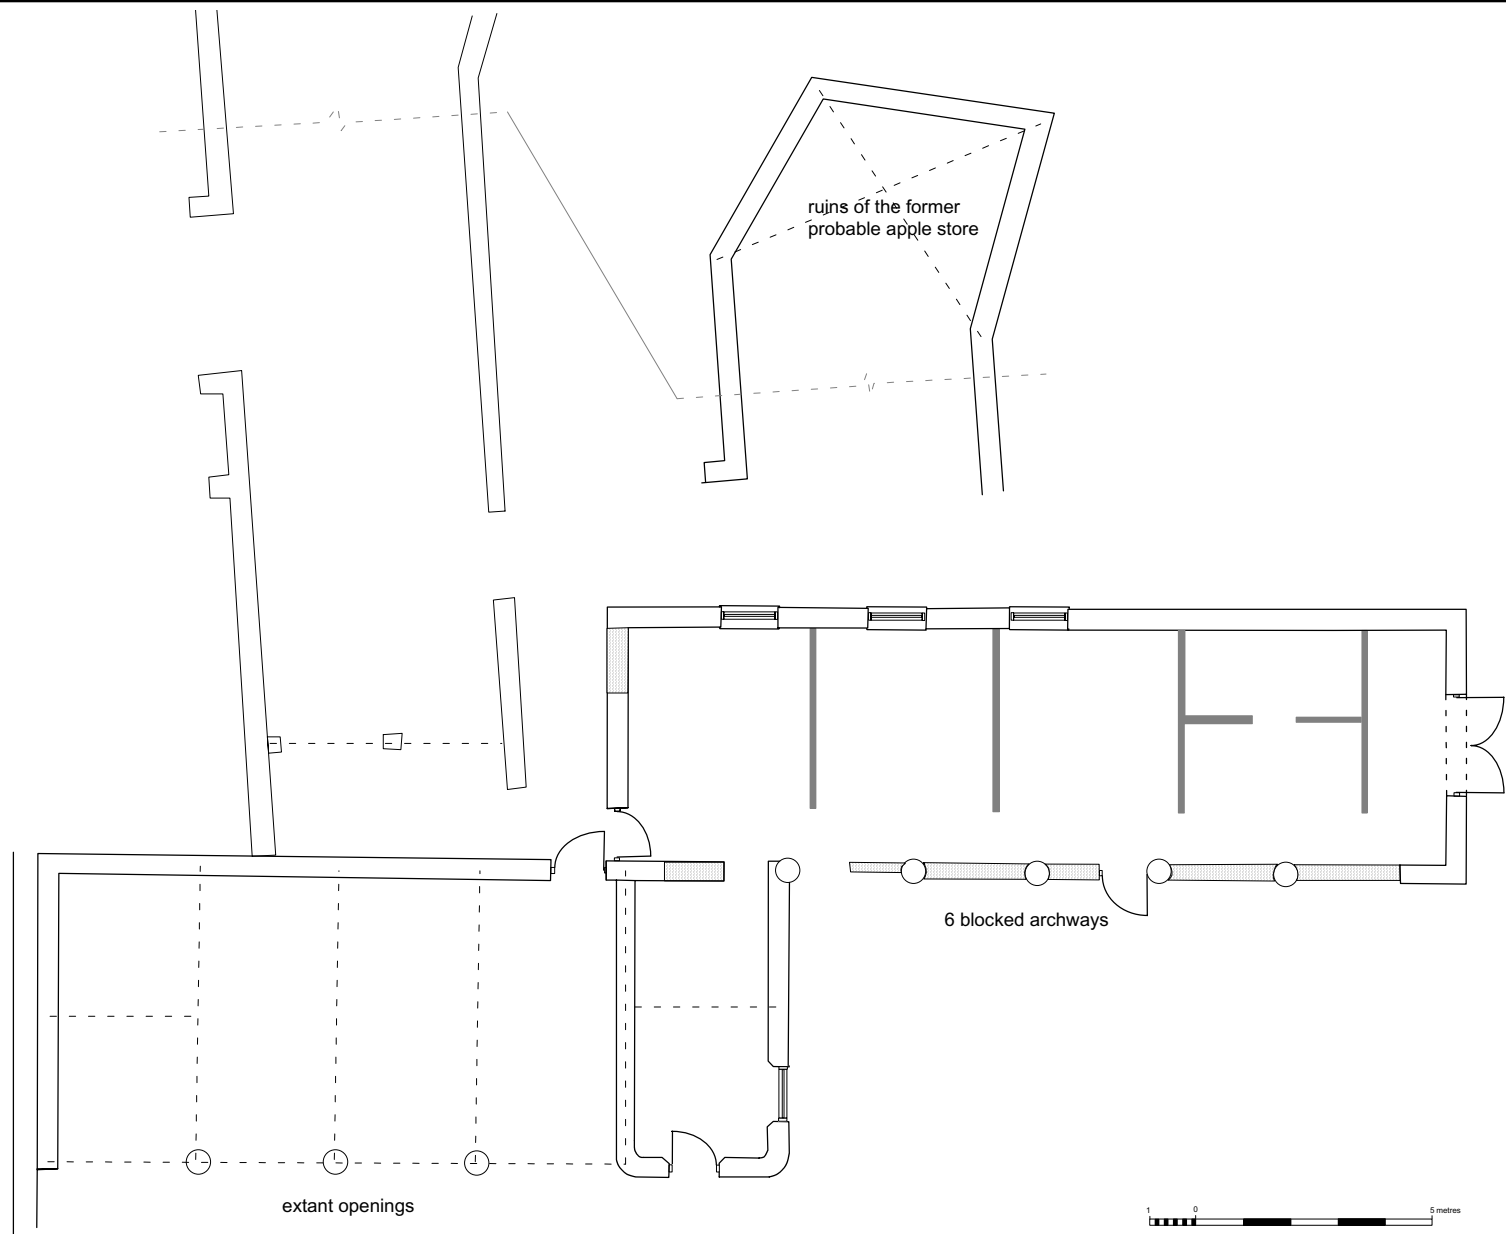 ruins of the former
probable apple store
6 blocked archways
extant openings
1 0 5 metres